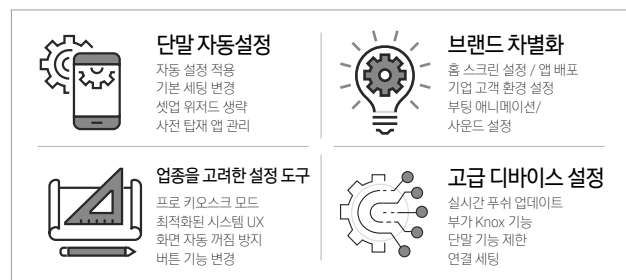 단말 자동설정
자동 설정 적용
기본 세팅 변경
셋업 위저드 생략
사전 탑재 앱 관리
브랜드 차별화
홈 스크린 설정 / 앱 배포
기업 고객 환경 설정
부팅 애니메이션/
사운드 설정
업종을 고려한 설정 도구
프로 키오스크 모드
최적화된 시스템 UX
화면 자동 꺼짐 방지
버튼 기능 변경
고급 디바이스 설정
실시간 푸쉬 업데이트
부가 Knox 기능
단말 기능 제한
연결 세팅